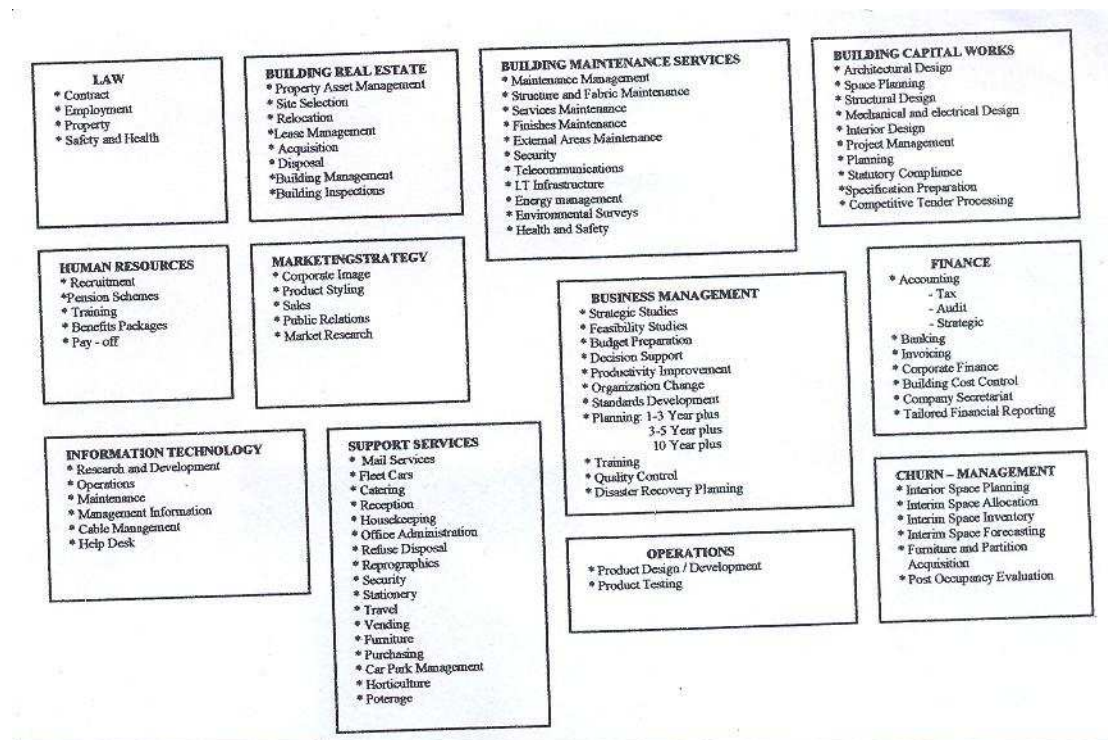 LAW
* Contract
* Employment
* Property
* Safety and Health
BUILDING REAL ESTATE
* Property Asset Management
* Site Selection
* Relocation
*Lease Management
* Acquisition
* Disposal
*Building Management
*Building Inspections
BUILDING MAINTENANCE SERVICES
* Maintenance Management
* Structure and Fabric Maintenance
* Services Maintenance
* Finishes Maintenance
* External Areas Maintenance
* Security
* Telecommunications
* I.T Infrastructure
* Energy management
* Environmental Surveys
* Health and Safety
BUILDING CAPITAL WORKS
* Architectural Design
* Space Planning
* Structural Design
* Mechanical and electrical Design
* Interior Design
* Project Management
* Planning
* Statutory Compliance
*Specification Preparation
* Competitive Tender Processing
HUMAN RESOURCES
* Recruitment
*Pension Schemes
* Training
* Benefits Packages
* Pay - off
MARKETINGSTRATEGY
* Corporate Image
* Product Styling
* Sales
* Public Relations
* Market Research
BUSINESS MANAGEMENT
* Strategic Studies
* Feasibility Studies
* Budget Preparation
* Decision Support
* Productivity Improvement
* Organization Change
* Standards Development
* Planning: 1-3 Year plus
3-5 Year plus
10 Year plus
* Training
* Quality Control
* Disaster Recovery Planning
FINANCE
* Accounting
- Tax
- Audit
- Strategic
* Banking
* Invoicing
* Corporate Finance
* Building Cost Control
* Company Secretariat
* Tailored Financial Reporting
INFORMATION TECHNOLOGY
* Research and Development
* Operations
* Maintenance
* Management Information
* Cable Management
* Help Desk
SUPPORT SERVICES
* Mail Services
* Fleet Cars
* Catering
* Reception
* Housekeeping
* Office Administration
* Refuse Disposal
* Reprographics
* Security
* Stationery
* Travel
* Vending
* Furniture
* Purchasing
* Car Park Management
* Horticulture
* Poterage
OPERATIONS
* Product Design / Development
* Product Testing
CHURN – MANAGEMENT
* Interior Space Planning
* Interim Space Allocation
* Interim Space Inventory
* Interim Space Forecasting
* Furniture and Partition
Acquisition
* Post Occupancy Evaluation